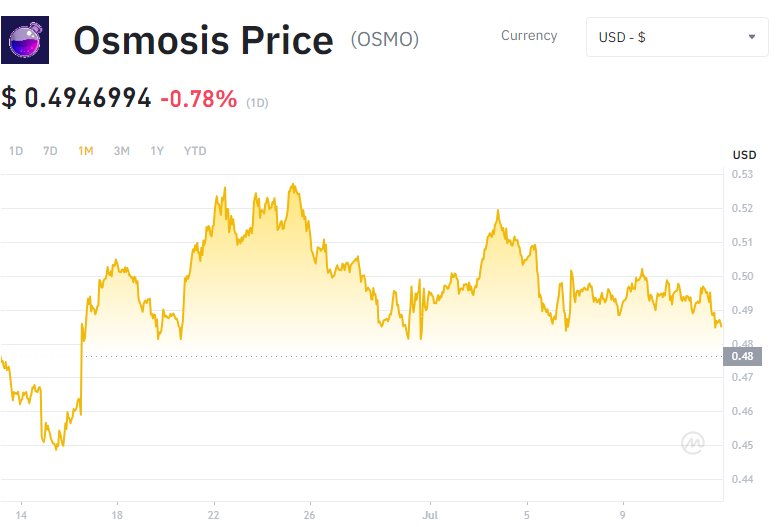 Osmosis Price (OSMO)
Currency
USD - $
$ 0.4946994 -0.78% (1D)
1D 7D 1M 3M 1Y YTD
USD
0.53
0.52
0.51
0.50
0.49
0.48
0.48
0.47
0.46
0.45
0.44
14 18 22 26 Jul 5 9